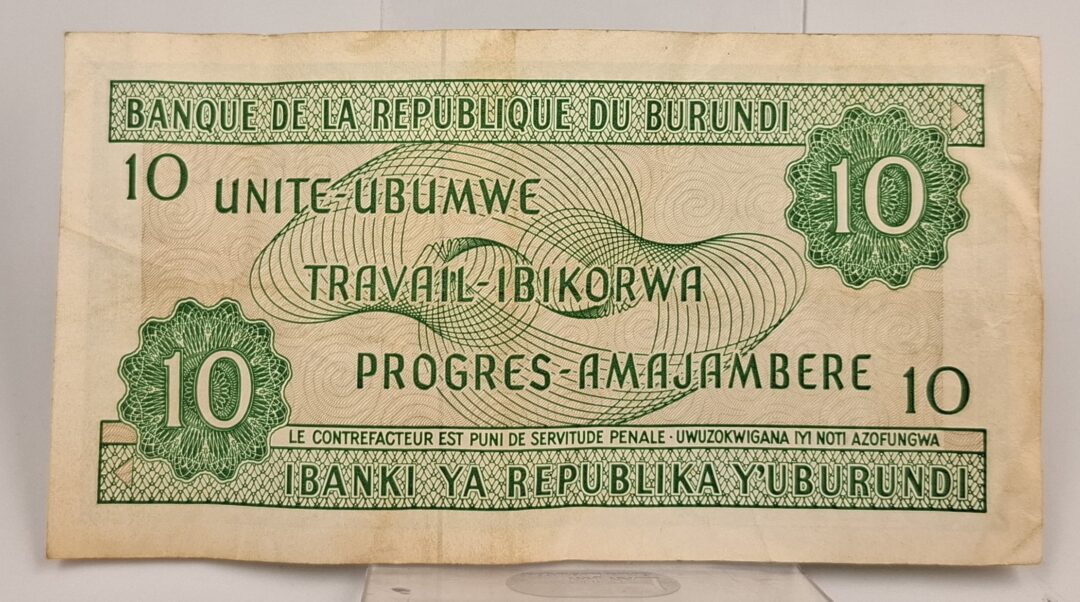 BANQUE DE LA REPUBLIQUE DU BURUNDI
10
10
UNITE-UBUMWE
TRAVAIL-IBIKORWA
PROGRES-AMAJAMBERE
10
10
LE CONTREFACTEUR EST PUNI DE SERVITUDE PENALE · UWUZOKWIGANA IYI NOTI AZOFUNGWA
IBANKI YA REPUBLIKA Y'UBURUNDI